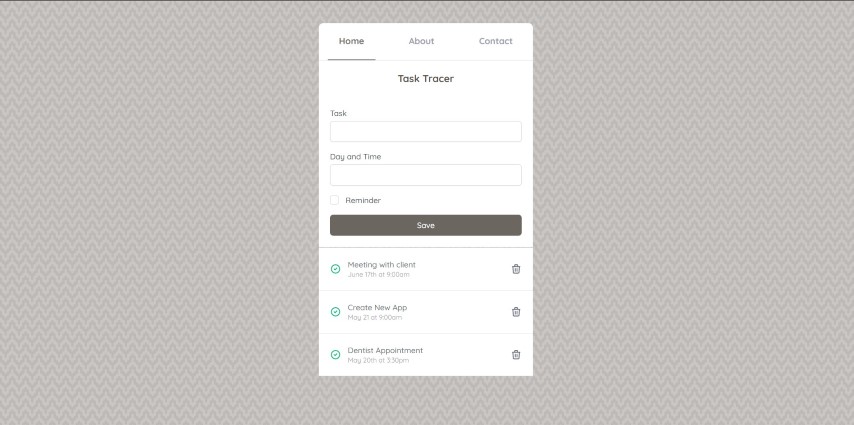 Home About Contact
Task Tracer
Task
Day and Time
Reminder
Save
Meeting with client
June 17th at 9:00am
Create New App
May 21 at 9:00am
Dentist Appointment
May 20th at 3:30pm